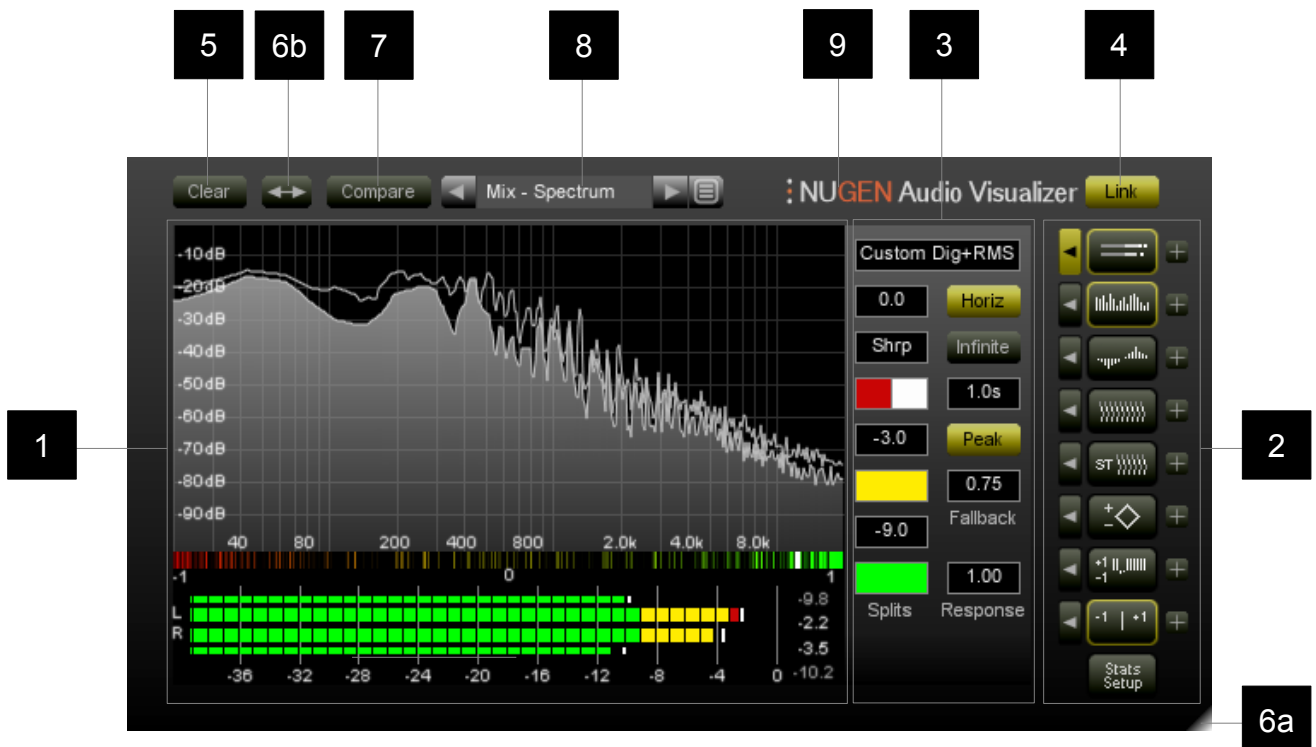 5 6b 7 8 9 3 4
Clear Compare Mix - Spectrum NUGEN Audio Visualizer Link
-10dB
-20dB
-30dB
-40dB
-50dB
-60dB
-70dB
-80dB
-90dB
40 80 200 400 800 2.0k 4.0k 8.0k
-1 0 1
L
R
-9.8
-2.2
-3.5
-10.2
-36 -32 -28 -24 -20 -16 -12 -8 -4 0
Custom Dig+RMS
0.0 Horiz
Shrp Infinite
1.0s
-3.0 Peak
0.75
Fallback
-9.0
1.00
Splits Response
ST
+
−
+1
-1
-1 | +1
Stats
Setup
1
2
6a